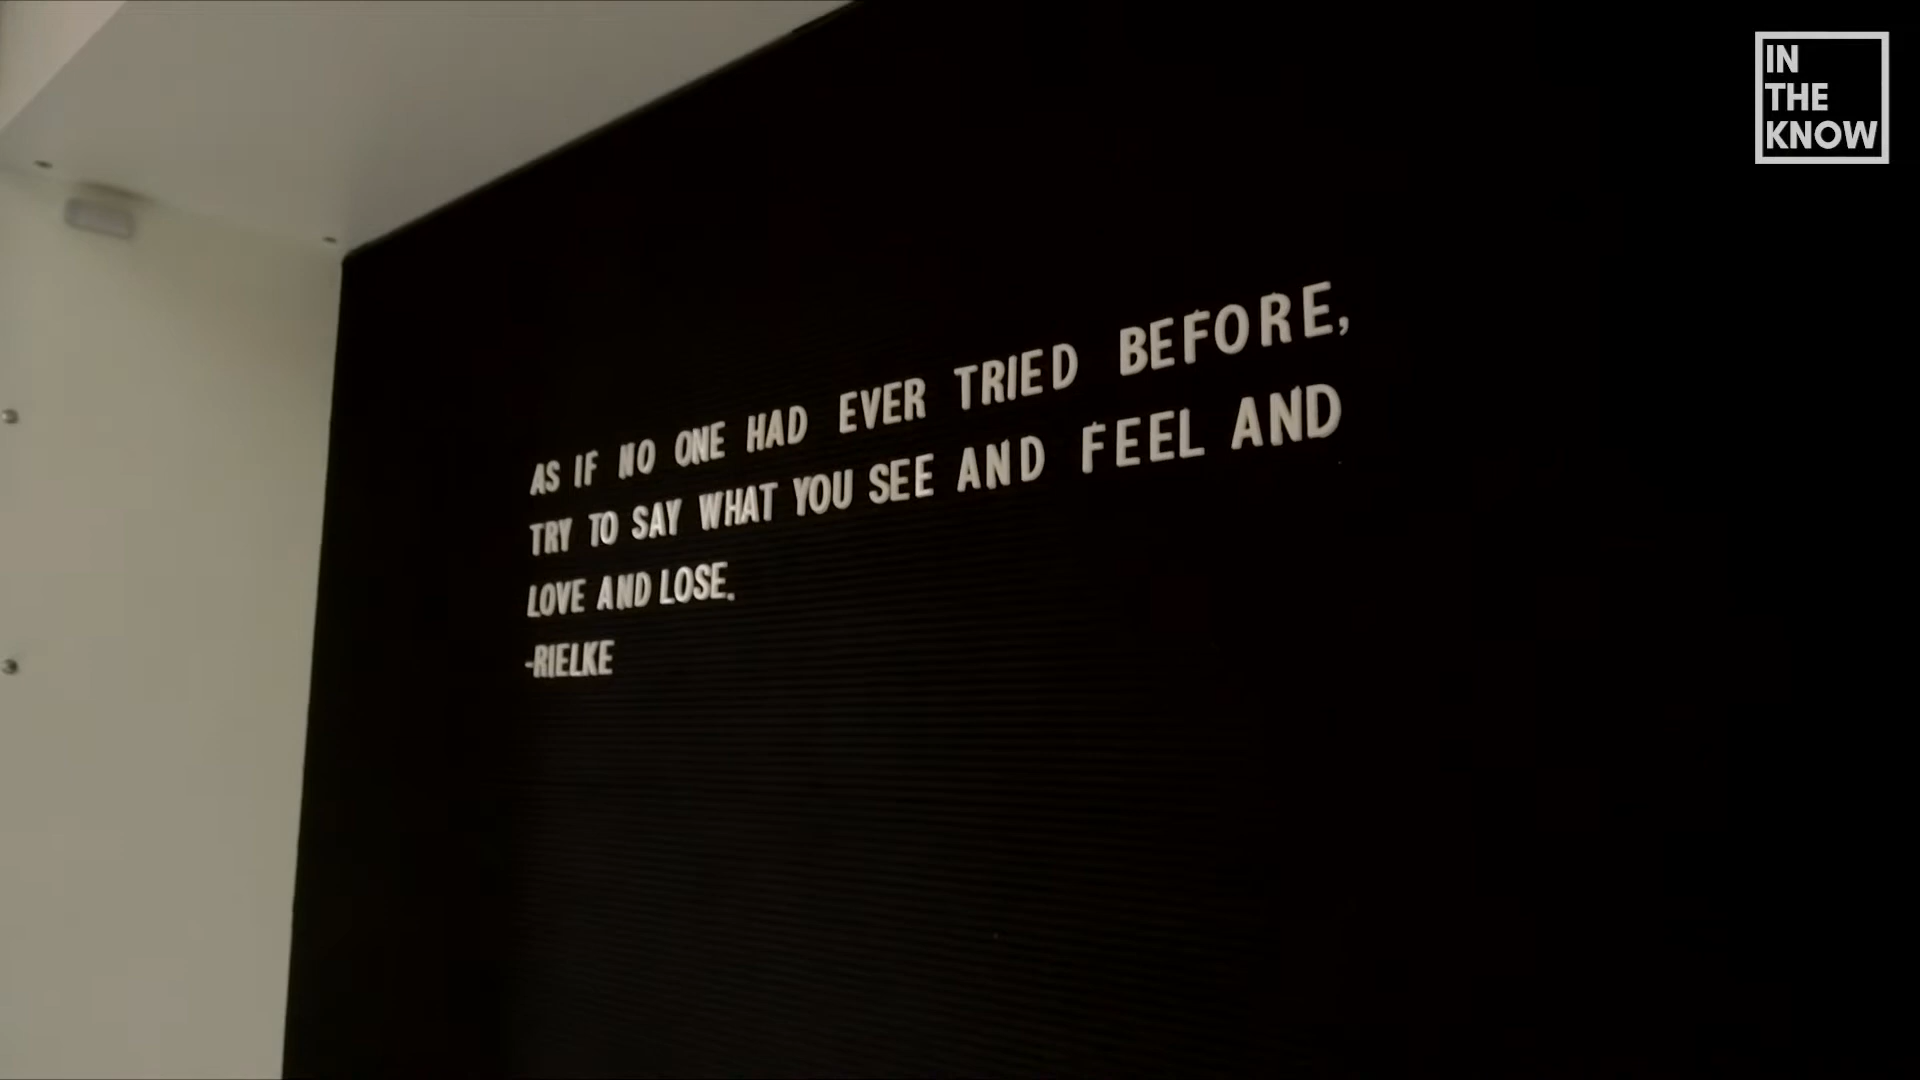 IN
THE
KNOW
AS IF NO ONE HAD EVER TRIED BEFORE,
TRY TO SAY WHAT YOU SEE AND FEEL AND
LOVE AND LOSE.
-RIELKE